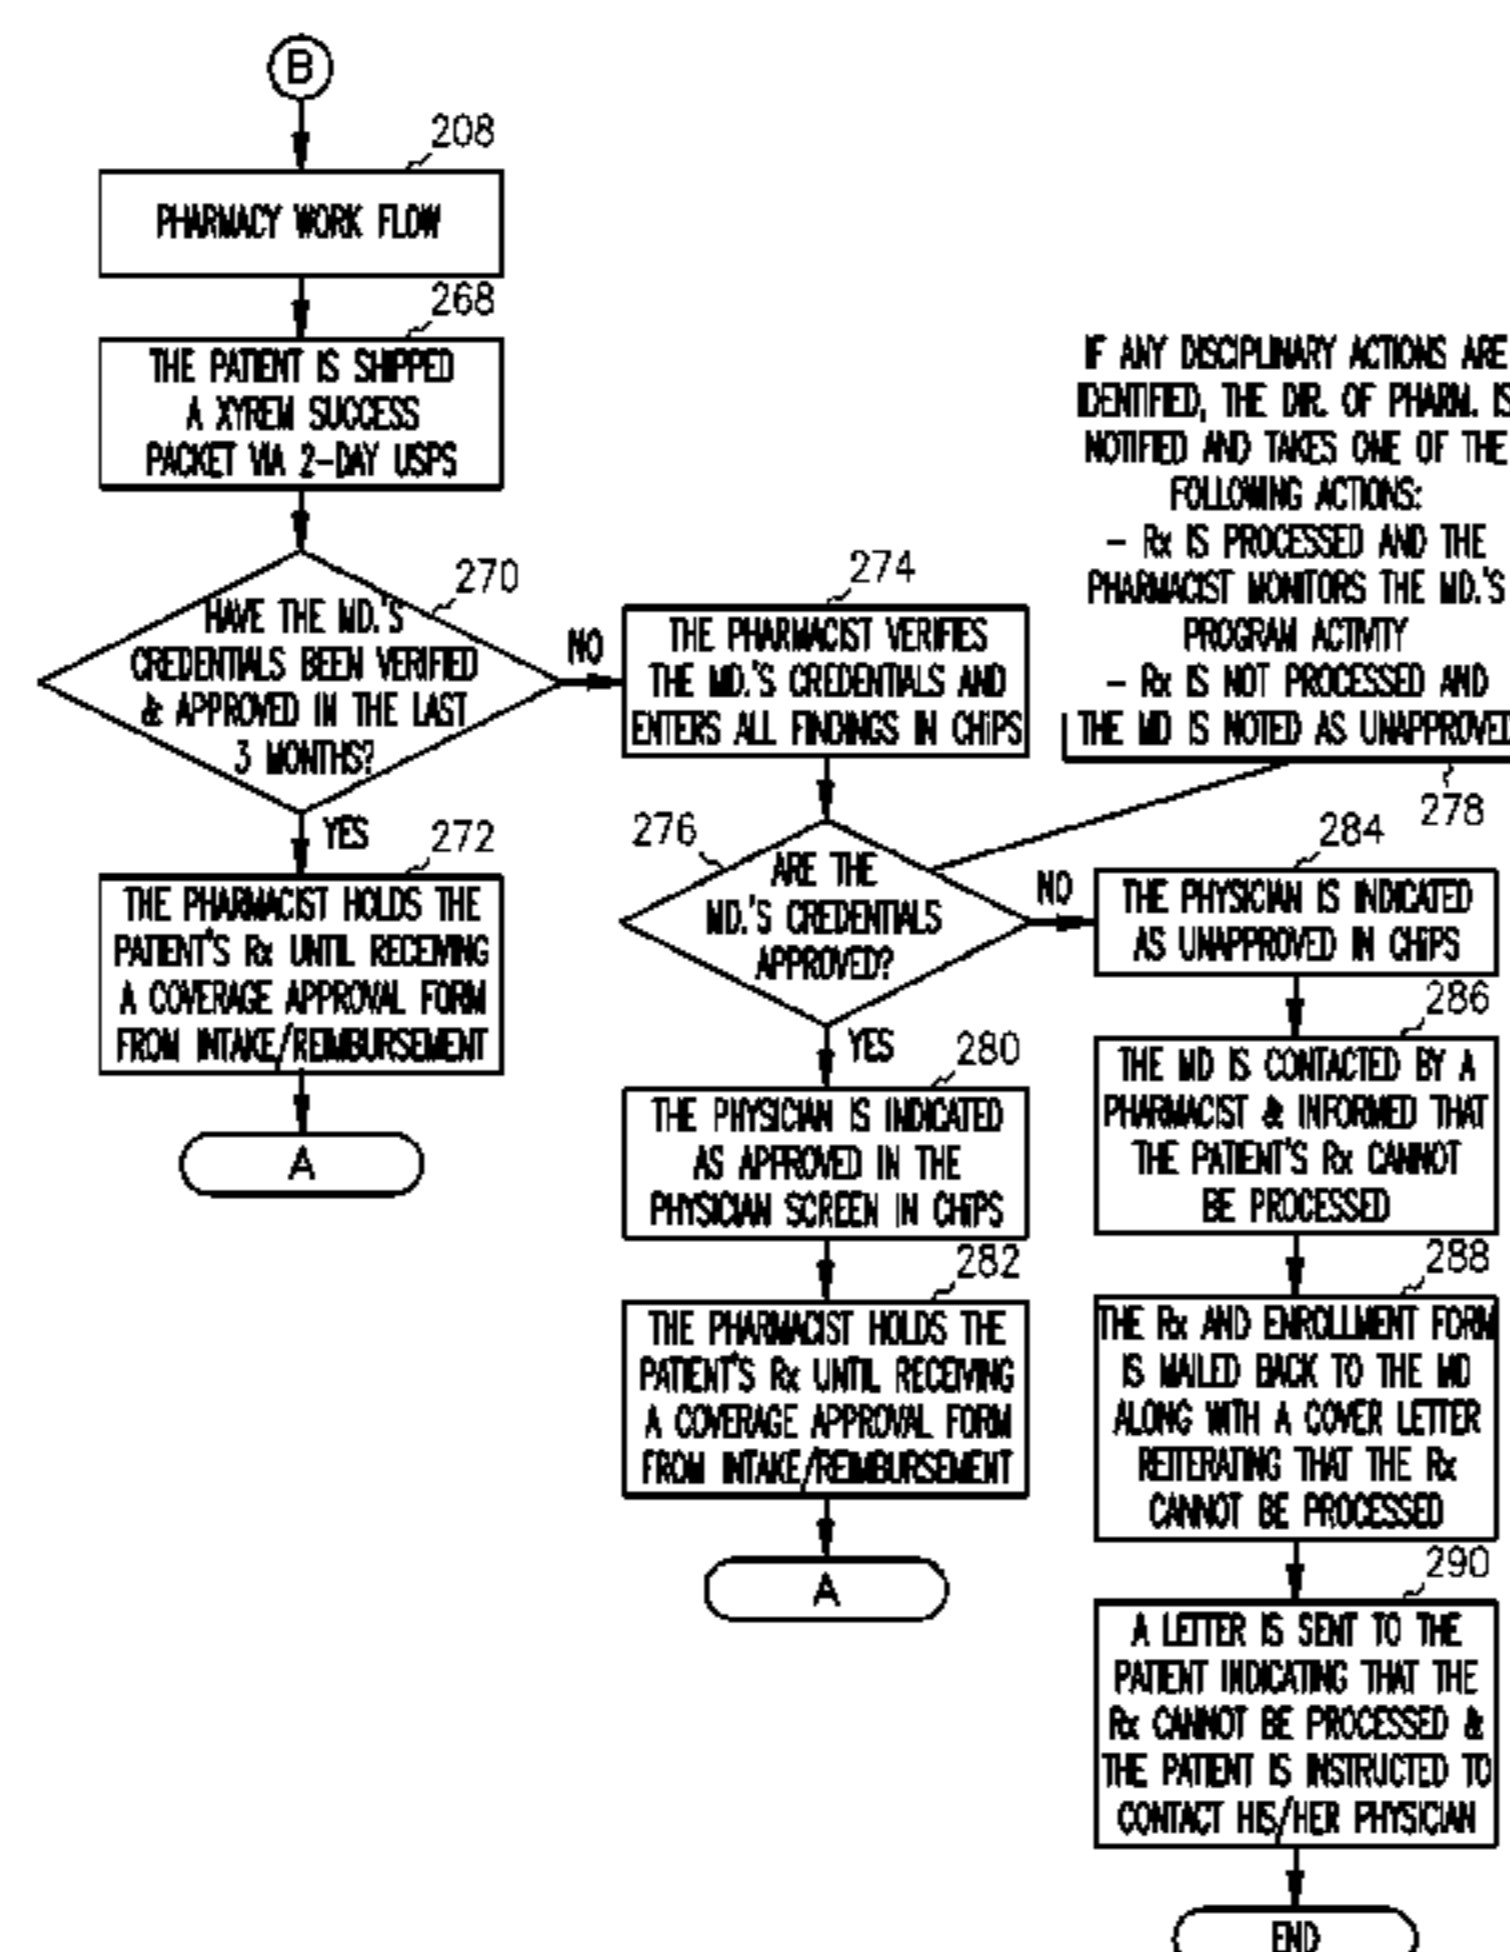 B
208
PHARMACY WORK FLOW
268
THE PATIENT IS SHIPPED
A XYREM SUCCESS
PACKET VIA 2-DAY USPS
270
HAVE THE MD.'S
CREDENTIALS BEEN VERIFIED
& APPROVED IN THE LAST
3 MONTHS?
NO
YES
272
THE PHARMACIST HOLDS THE
PATIENT'S Rx UNTIL RECEIVING
A COVERAGE APPROVAL FORM
FROM INTAKE/REIMBURSEMENT
A
274
THE PHARMACIST VERIFIES
THE MD.'S CREDENTIALS AND
ENTERS ALL FINDINGS IN CHiPS
276
ARE THE
MD.'S CREDENTIALS
APPROVED?
NO
YES
280
THE PHYSICIAN IS INDICATED
AS APPROVED IN THE
PHYSICIAN SCREEN IN CHiPS
282
THE PHARMACIST HOLDS THE
PATIENT'S Rx UNTIL RECEIVING
A COVERAGE APPROVAL FORM
FROM INTAKE/REIMBURSEMENT
A
IF ANY DISCIPLINARY ACTIONS ARE
IDENTIFIED, THE DIR. OF PHARM. IS
NOTIFIED AND TAKES ONE OF THE
FOLLOWING ACTIONS:
- Rx IS PROCESSED AND THE
PHARMACIST MONITORS THE MD.'S
PROGRAM ACTIVITY
- Rx IS NOT PROCESSED AND
THE MD IS NOTED AS UNAPPROVED
278
284
THE PHYSICIAN IS INDICATED
AS UNAPPROVED IN CHiPS
286
THE MD IS CONTACTED BY A
PHARMACIST & INFORMED THAT
THE PATIENT'S Rx CANNOT
BE PROCESSED
288
THE Rx AND ENROLLMENT FORM
IS MAILED BACK TO THE MD
ALONG WITH A COVER LETTER
REITERATING THAT THE Rx
CANNOT BE PROCESSED
290
A LETTER IS SENT TO THE
PATIENT INDICATING THAT THE
Rx CANNOT BE PROCESSED &
THE PATIENT IS INSTRUCTED TO
CONTACT HIS/HER PHYSICIAN
END